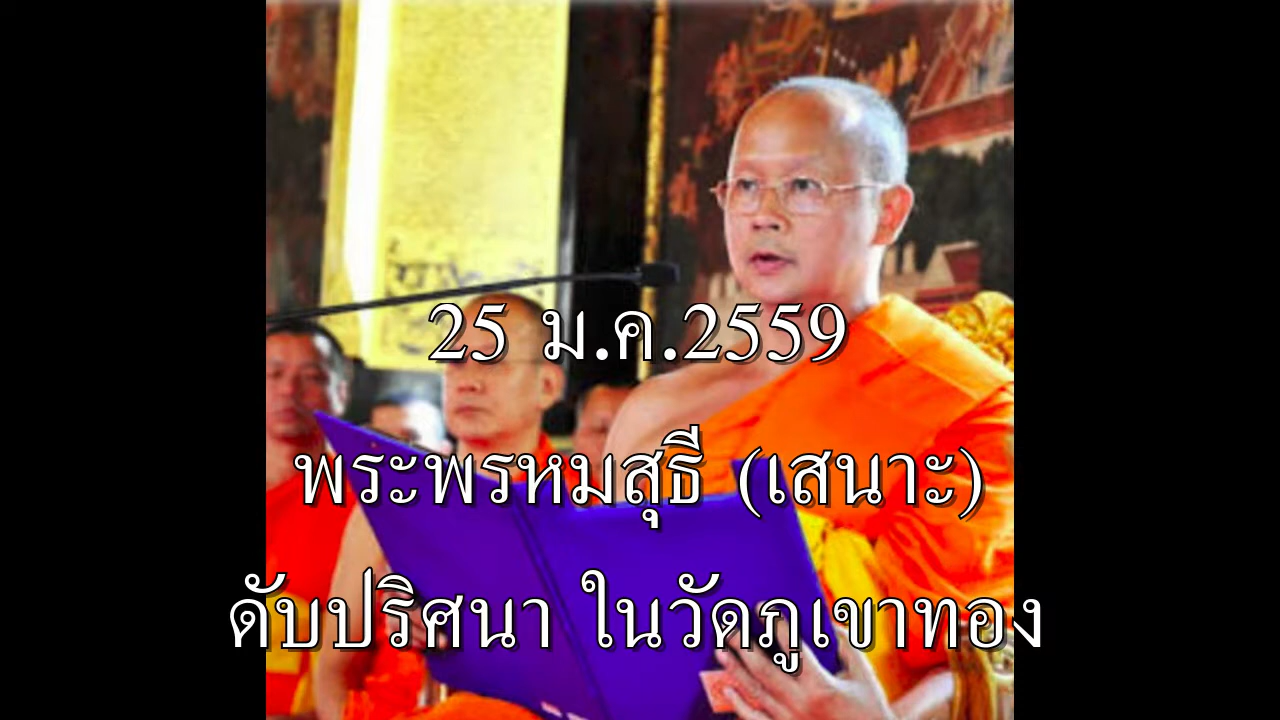 25 ม.ค.2559
พระพรหมสุธี (เสนาะ)
ดับปริศนา ในวัดภูเขาทอง